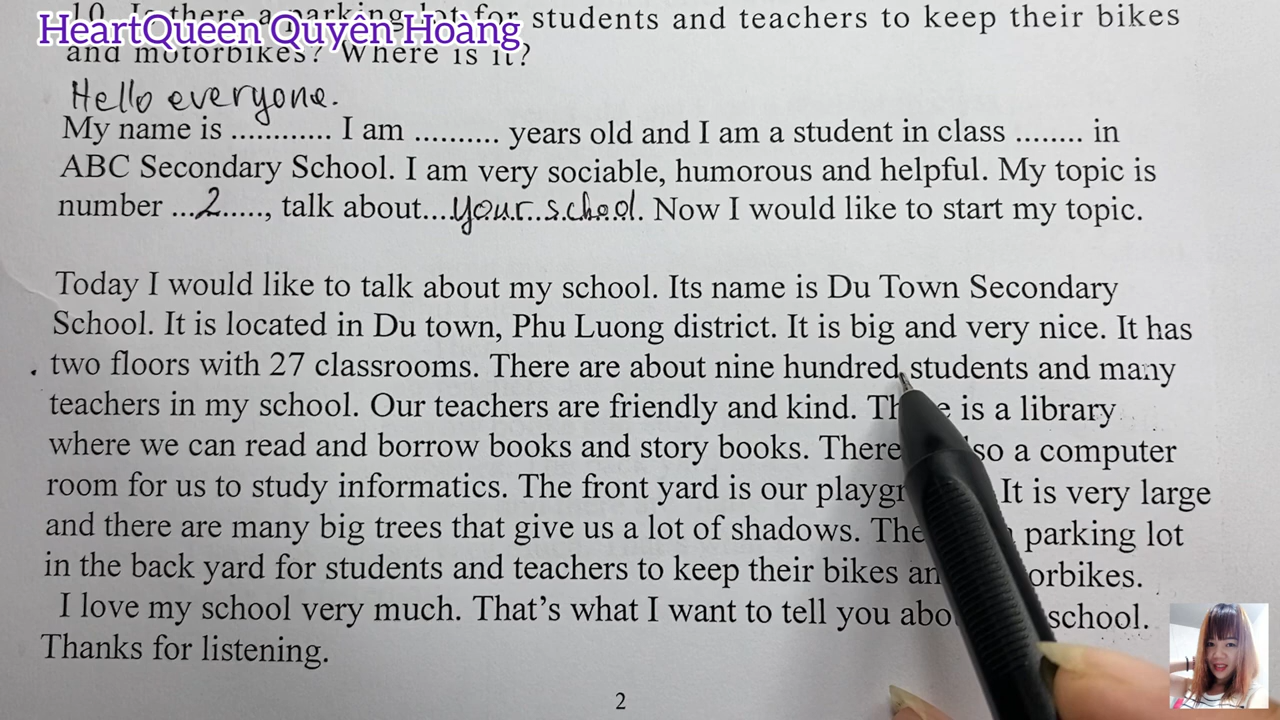 10. Is there a parking lot for students and teachers to keep their bikes
HeartQueen Quyên Hoàng
and motorbikes? Where is it?
Hello everyone.
My name is ............ I am .......... years old and I am a student in class ........ in
ABC Secondary School. I am very sociable, humorous and helpful. My topic is
number ...2....., talk about....your school. Now I would like to start my topic.
Today I would like to talk about my school. Its name is Du Town Secondary
School. It is located in Du town, Phu Luong district. It is big and very nice. It has
two floors with 27 classrooms. There are about nine hundred students and many
teachers in my school. Our teachers are friendly and kind. Th e is a library
where we can read and borrow books and story books. There so a computer
room for us to study informatics. The front yard is our playgr It is very large
and there are many big trees that give us a lot of shadows. The parking lot
in the back yard for students and teachers to keep their bikes an orbikes.
I love my school very much. That's what I want to tell you abo school.
Thanks for listening.
2